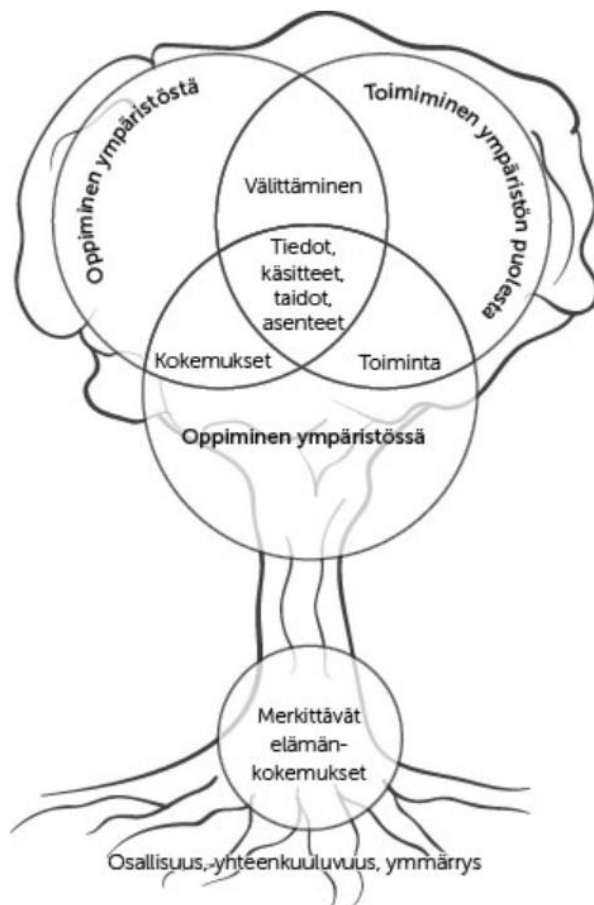 Oppiminen ympäristöstä
Toimiminen ympäristön puolesta
Välittäminen
Tiedot,
käsitteet,
taidot,
asenteet
Kokemukset
Toiminta
Oppiminen ympäristössä
Merkittävät
elämän-
kokemukset
Osallisuus, yhteenkuuluvuus, ymmärrys